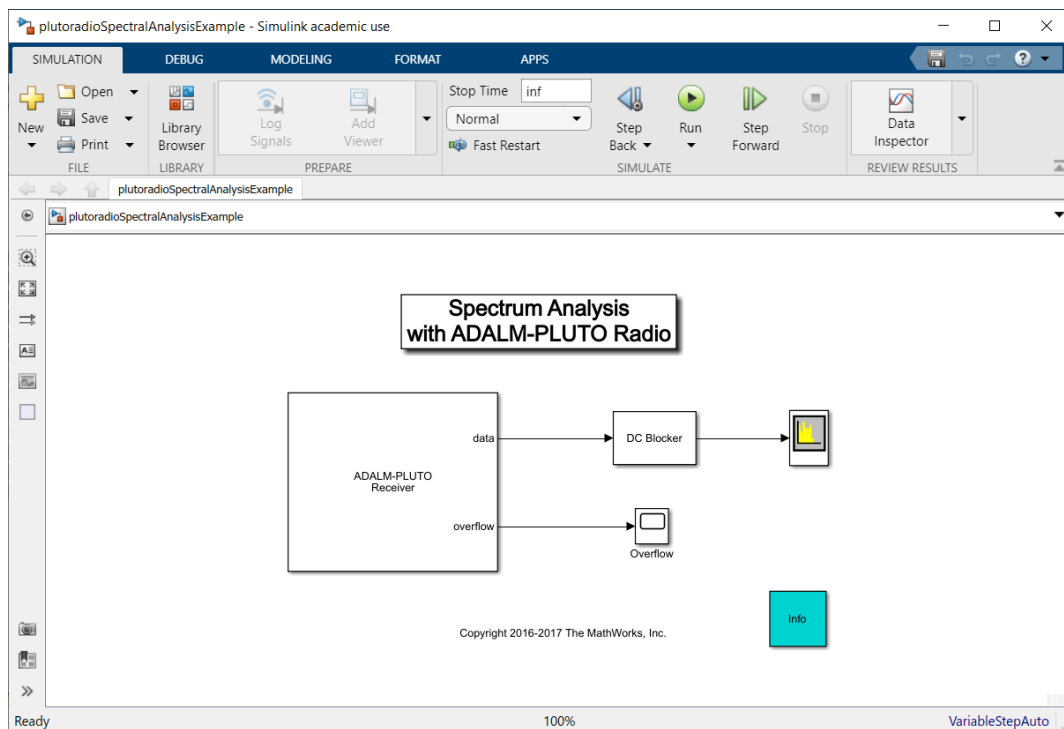 plutoradioSpectralAnalysisExample - Simulink academic use
SIMULATION DEBUG MODELING FORMAT APPS
New
Open
Save
Print
FILE
Library
Browser
LIBRARY
Log
Signals
Add
Viewer
PREPARE
Stop Time inf
Normal
Fast Restart
Step
Back
Run
Step
Forward
Stop
SIMULATE
Data
Inspector
REVIEW RESULTS
plutoradioSpectralAnalysisExample
plutoradioSpectralAnalysisExample
Spectrum Analysis
with ADALM-PLUTO Radio
ADALM-PLUTO
Receiver
data
overflow
DC Blocker
Overflow
Info
Copyright 2016-2017 The MathWorks, Inc.
Ready 100% VariableStepAuto